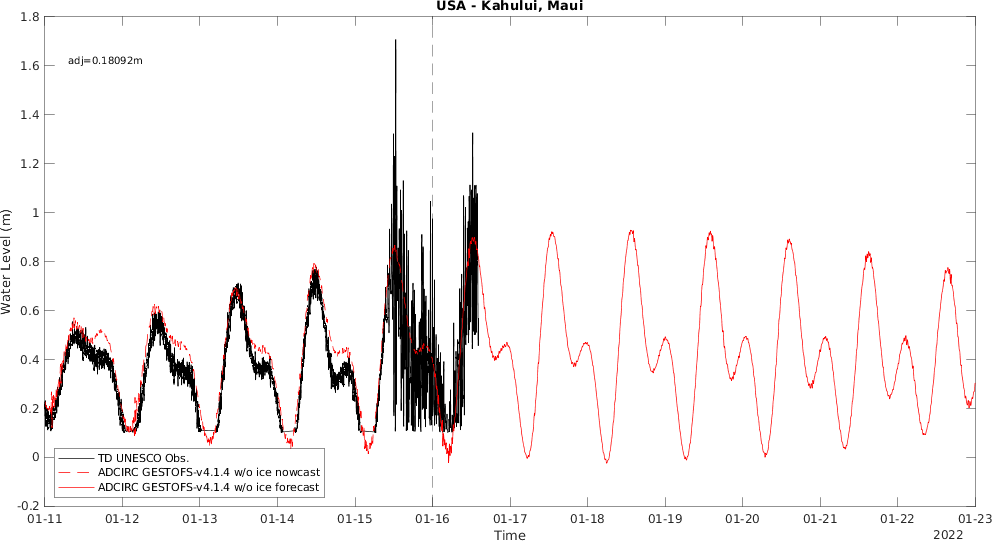 USA - Kahului, Maui
adj=0.18092m
Water Level (m)
1.8
1.6
1.4
1.2
1
0.8
0.6
0.4
0.2
0
-0.2
TD UNESCO Obs.
ADCIRC GESTOFS-v4.1.4 w/o ice nowcast
ADCIRC GESTOFS-v4.1.4 w/o ice forecast
01-11 01-12 01-13 01-14 01-15 01-16 01-17 01-18 01-19 01-20 01-21 01-22 01-23
Time
2022